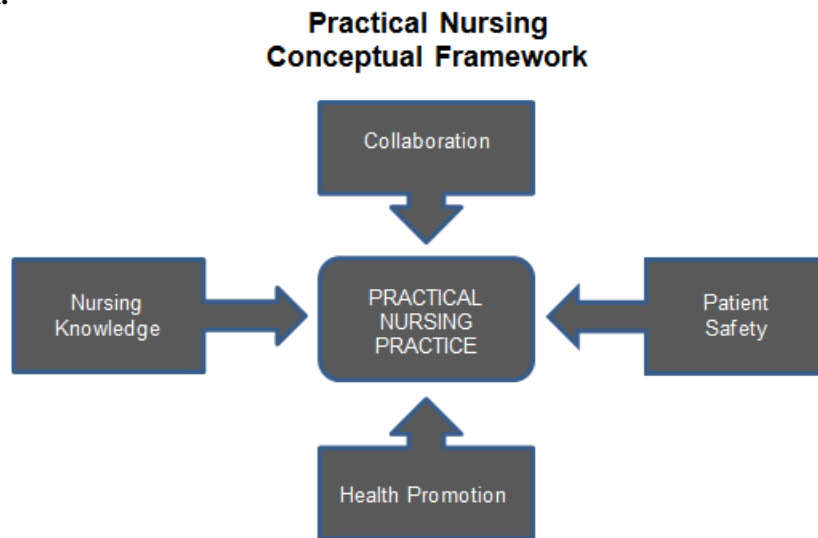 Practical Nursing
Conceptual Framework
Collaboration
Nursing
Knowledge
PRACTICAL
NURSING
PRACTICE
Patient
Safety
Health Promotion